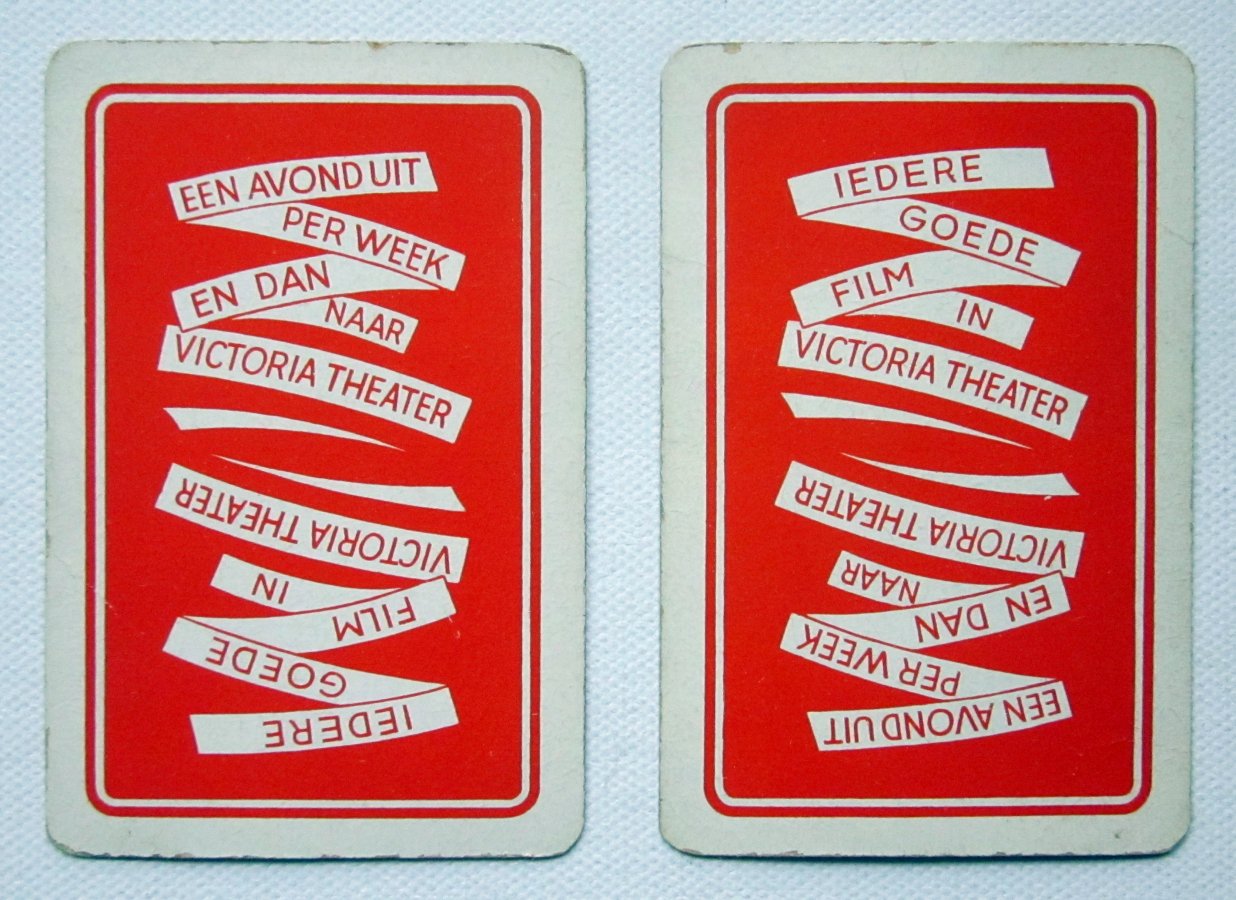 EEN AVOND UIT
PER WEEK
EN DAN
NAAR
VICTORIA THEATER
VICTORIA THEATER
IN
FILM
GOEDE
IEDERE
IEDERE
GOEDE
FILM
IN
VICTORIA THEATER
VICTORIA THEATER
NAAR
EN DAN
PER WEEK
EEN AVOND UIT